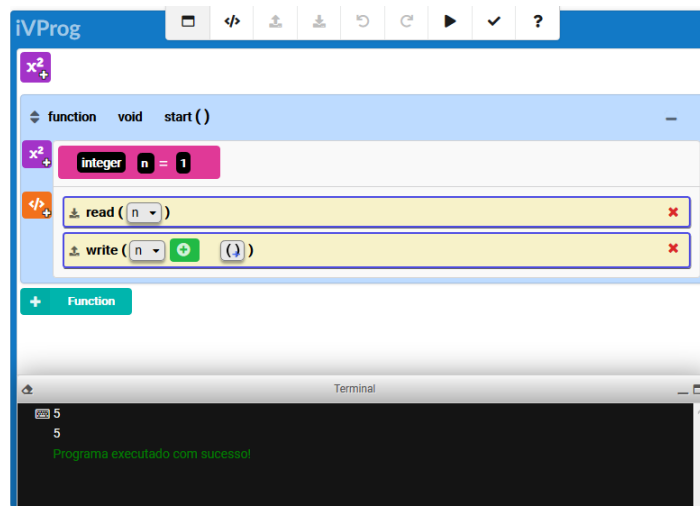 iVProg
</> ?
x²
function void start ( )
x² integer n = 1
</> read ( n )
write ( n ( ) )
Function
Terminal
5
5
Programa executado com sucesso!